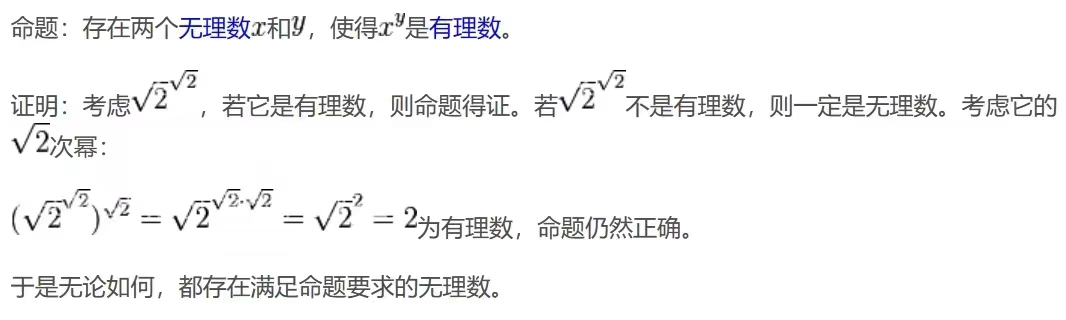 命题：存在两个无理数$x$和$y$，使得$x^y$是有理数。
证明：考虑$\sqrt{2}^{\sqrt{2}}$，若它是有理数，则命题得证。若$\sqrt{2}^{\sqrt{2}}$不是有理数，则一定是无理数。考虑它的
$\sqrt{2}$次幂：
$(\sqrt{2}^{\sqrt{2}})^{\sqrt{2}} = \sqrt{2}^{\sqrt{2}\cdot\sqrt{2}} = \sqrt{2}^2 = 2$为有理数，命题仍然正确。
于是无论如何，都存在满足命题要求的无理数。